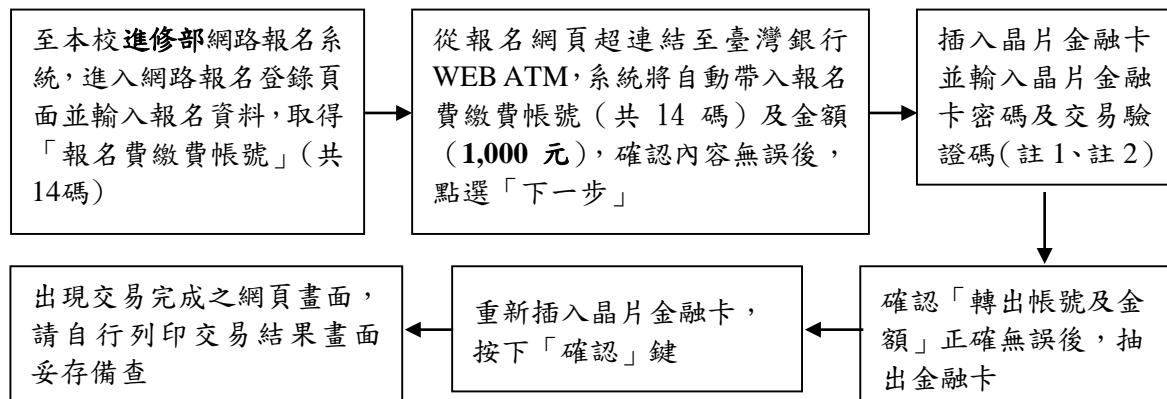 至本校進修部網路報名系
統，進入網路報名登錄頁
面並輸入報名資料，取得
「報名費繳費帳號」（共
14碼）
從報名網頁超連結至臺灣銀行
WEB ATM，系統將自動帶入報名
費繳費帳號（共 14 碼）及金額
（1,000 元），確認內容無誤後，
點選「下一步」
插入晶片金融卡
並輸入晶片金融
卡密碼及交易驗
證碼（註 1、註 2）
確認「轉出帳號及金
額」正確無誤後，抽
出金融卡
重新插入晶片金融卡，
按下「確認」鍵
出現交易完成之網頁畫面，
請自行列印交易結果畫面
妥存備查